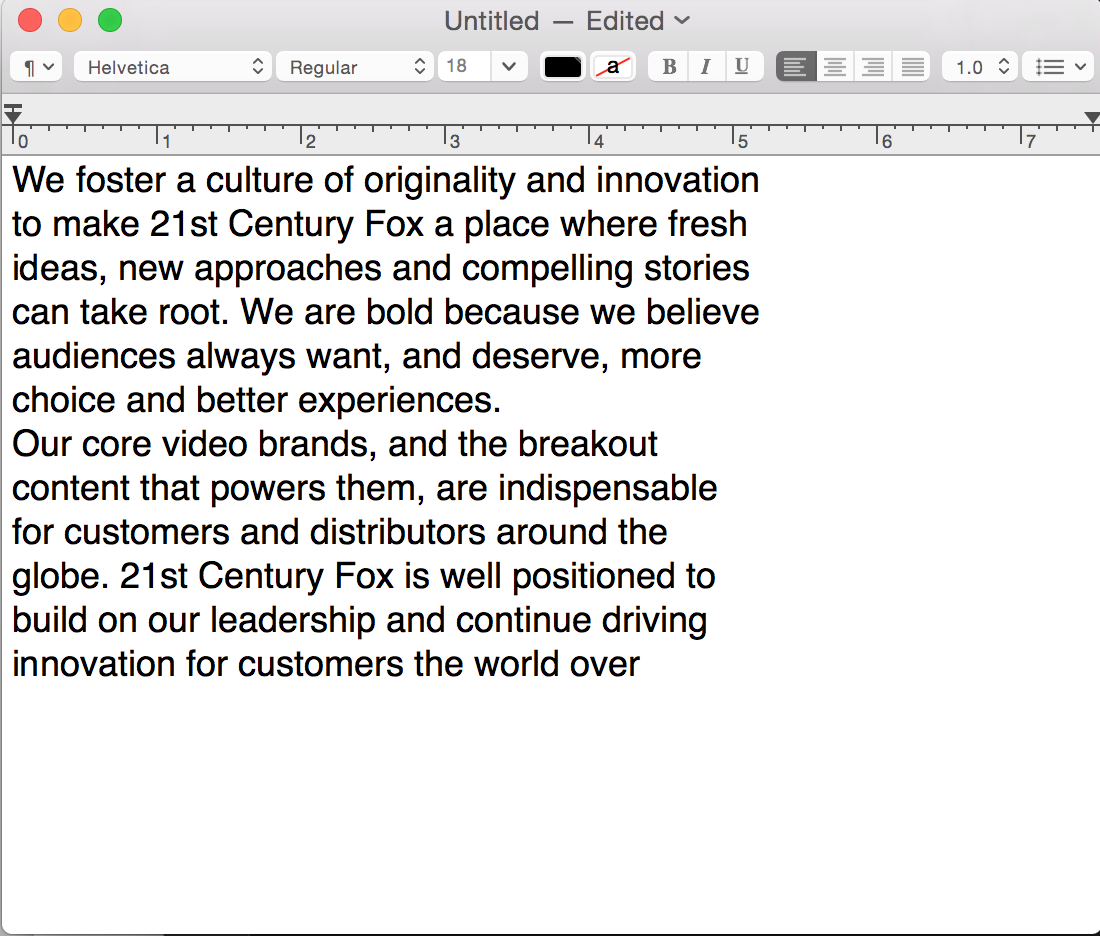 Untitled — Edited
¶ Helvetica Regular 18 a B I U 1.0
0 1 2 3 4 5 6 7
We foster a culture of originality and innovation
to make 21st Century Fox a place where fresh
ideas, new approaches and compelling stories
can take root. We are bold because we believe
audiences always want, and deserve, more
choice and better experiences.
Our core video brands, and the breakout
content that powers them, are indispensable
for customers and distributors around the
globe. 21st Century Fox is well positioned to
build on our leadership and continue driving
innovation for customers the world over